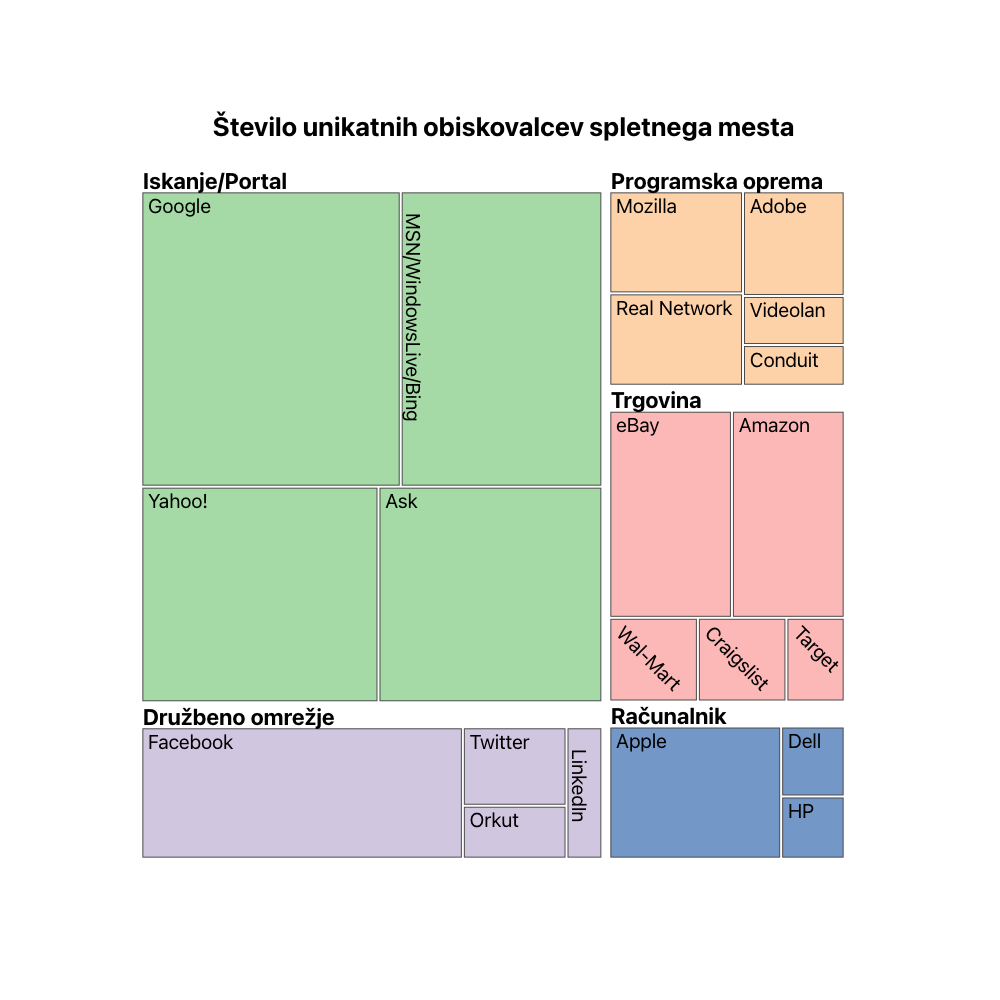 Število unikatnih obiskovalcev spletnega mesta
Iskanje/Portal
Google
MSN/WindowsLive/Bing
Yahoo!
Ask
Programska oprema
Mozilla
Adobe
Real Network
Videolan
Conduit
Trgovina
eBay
Amazon
Wal-Mart
Craigslist
Target
Družbeno omrežje
Facebook
Twitter
Orkut
LinkedIn
Računalnik
Apple
Dell
HP